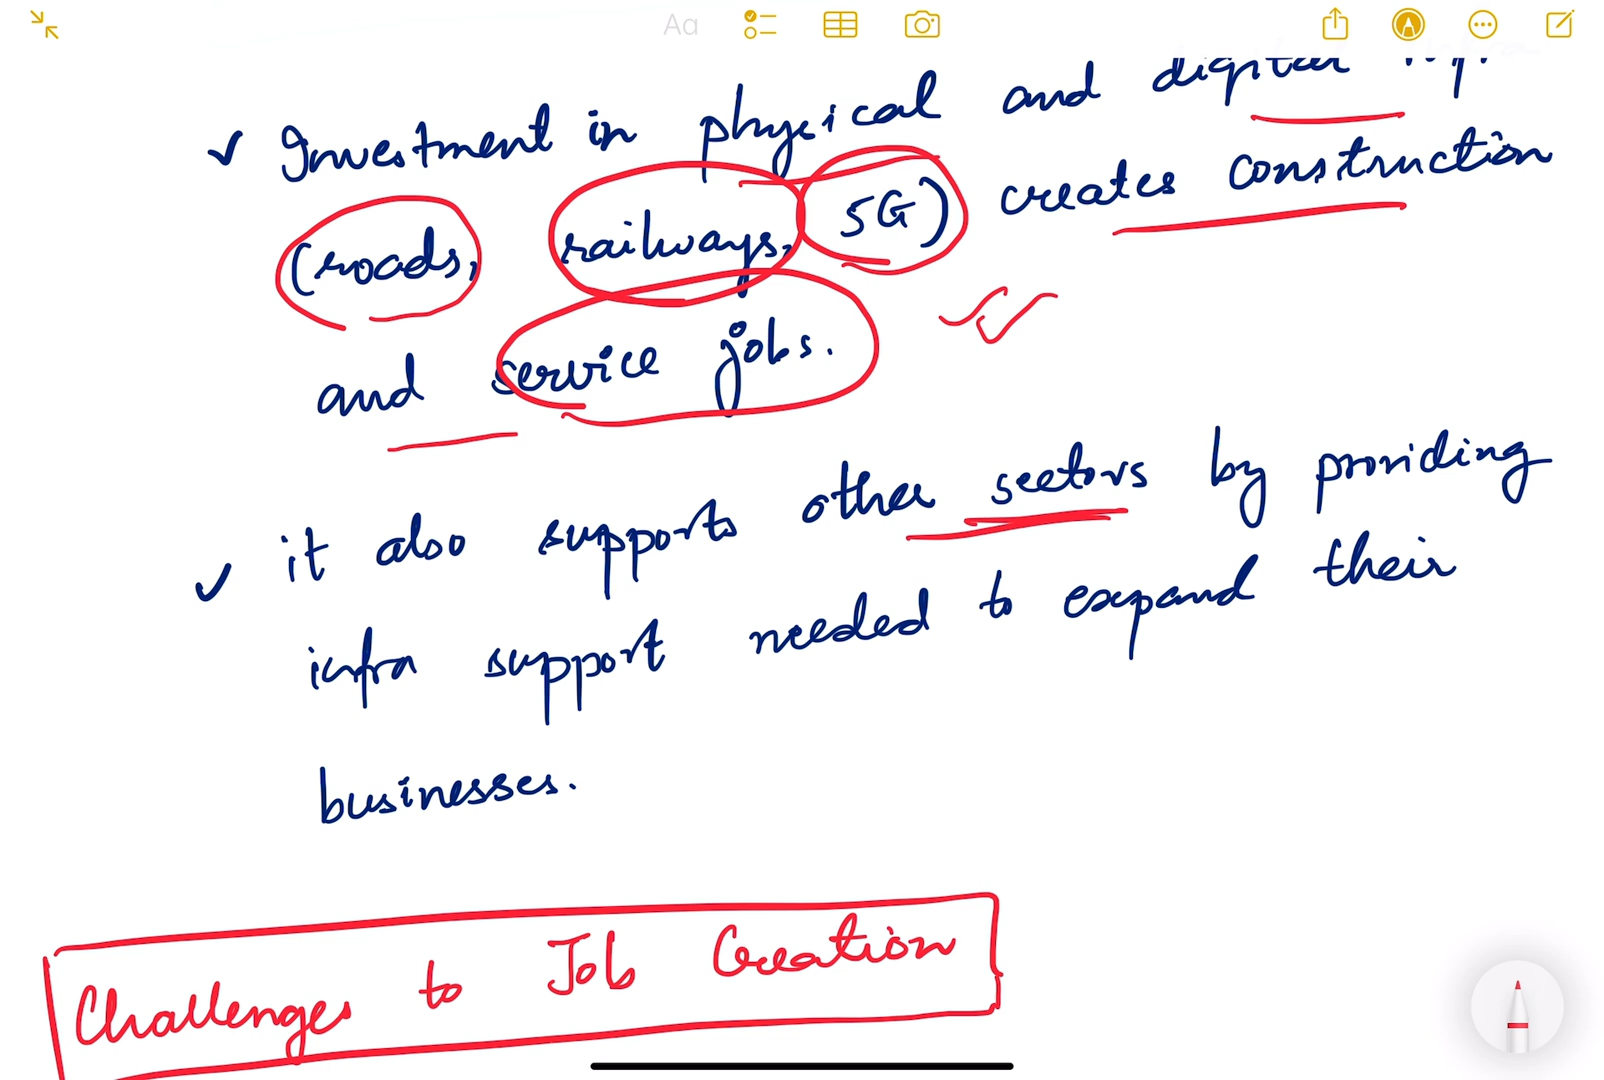 Aa
Investment in physical and digital
(roads, railways, 5G) creates construction
and service jobs.
it also supports other sectors by providing
infra support needed to expand their
businesses.
Challenges to Job Creation